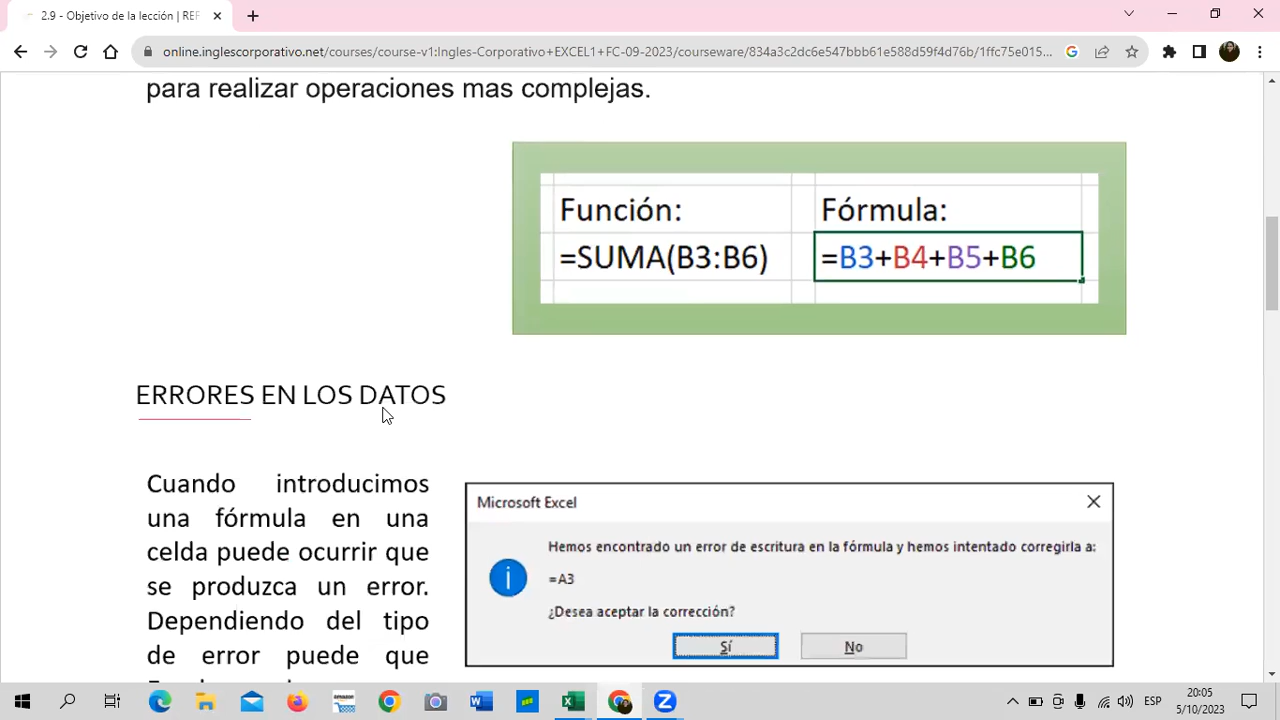 2.9 - Objetivo de la lección | REF
online.inglescorporativo.net/courses/course-v1:Ingles-Corporativo+EXCEL1+FC-09-2023/courseware/834a3c2dc6e547bbb61e588d59f4d76b/1ffc75e015...
para realizar operaciones mas complejas.
Función: Fórmula:
=SUMA(B3:B6) =B3+B4+B5+B6
ERRORES EN LOS DATOS
Cuando introducimos
una fórmula en una
celda puede ocurrir que
se produzca un error.
Dependiendo del tipo
de error puede que
Microsoft Excel
Hemos encontrado un error de escritura en la fórmula y hemos intentado corregirla a:
=A3
¿Desea aceptar la corrección?
Sí No
ESP
20:05
5/10/2023